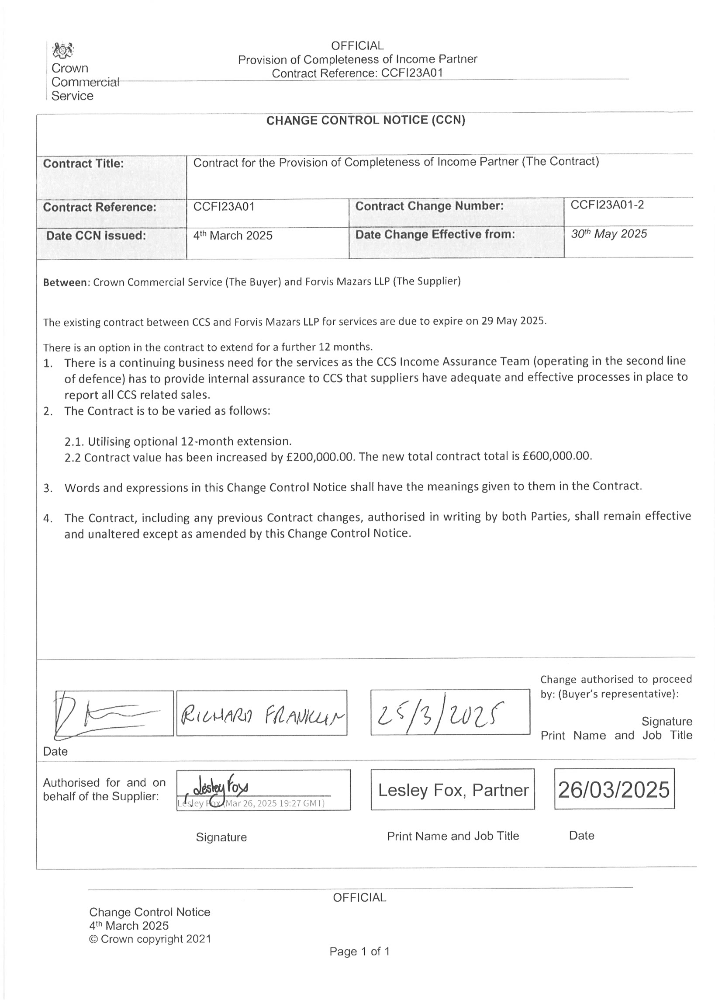 OFFICIAL
Provision of Completeness of Income Partner
Contract Reference: CCFI23A01
Crown
Commercial
Service
CHANGE CONTROL NOTICE (CCN)
Contract Title: Contract for the Provision of Completeness of Income Partner (The Contract)
Contract Reference: CCFI23A01 Contract Change Number: CCFI23A01-2
Date CCN issued: 4th March 2025 Date Change Effective from: 30th May 2025
Between: Crown Commercial Service (The Buyer) and Forvis Mazars LLP (The Supplier)
The existing contract between CCS and Forvis Mazars LLP for services are due to expire on 29 May 2025.
There is an option in the contract to extend for a further 12 months.
1. There is a continuing business need for the services as the CCS Income Assurance Team (operating in the second line
of defence) has to provide internal assurance to CCS that suppliers have adequate and effective processes in place to
report all CCS related sales.
2. The Contract is to be varied as follows:
2.1. Utilising optional 12-month extension.
2.2 Contract value has been increased by £200,000.00. The new total contract total is £600,000.00.
3. Words and expressions in this Change Control Notice shall have the meanings given to them in the Contract.
4. The Contract, including any previous Contract changes, authorised in writing by both Parties, shall remain effective
and unaltered except as amended by this Change Control Notice.
Change authorised to proceed
by: (Buyer's representative):
RICHARD FRANKLIN 25/3/2025
Signature
Print Name and Job Title
Date
Authorised for and on
behalf of the Supplier:
Lesley Fox
Lesley Fox (Mar 26, 2025 19:27 GMT)
Lesley Fox, Partner
26/03/2025
Signature Print Name and Job Title Date
OFFICIAL
Change Control Notice
4th March 2025
© Crown copyright 2021
Page 1 of 1